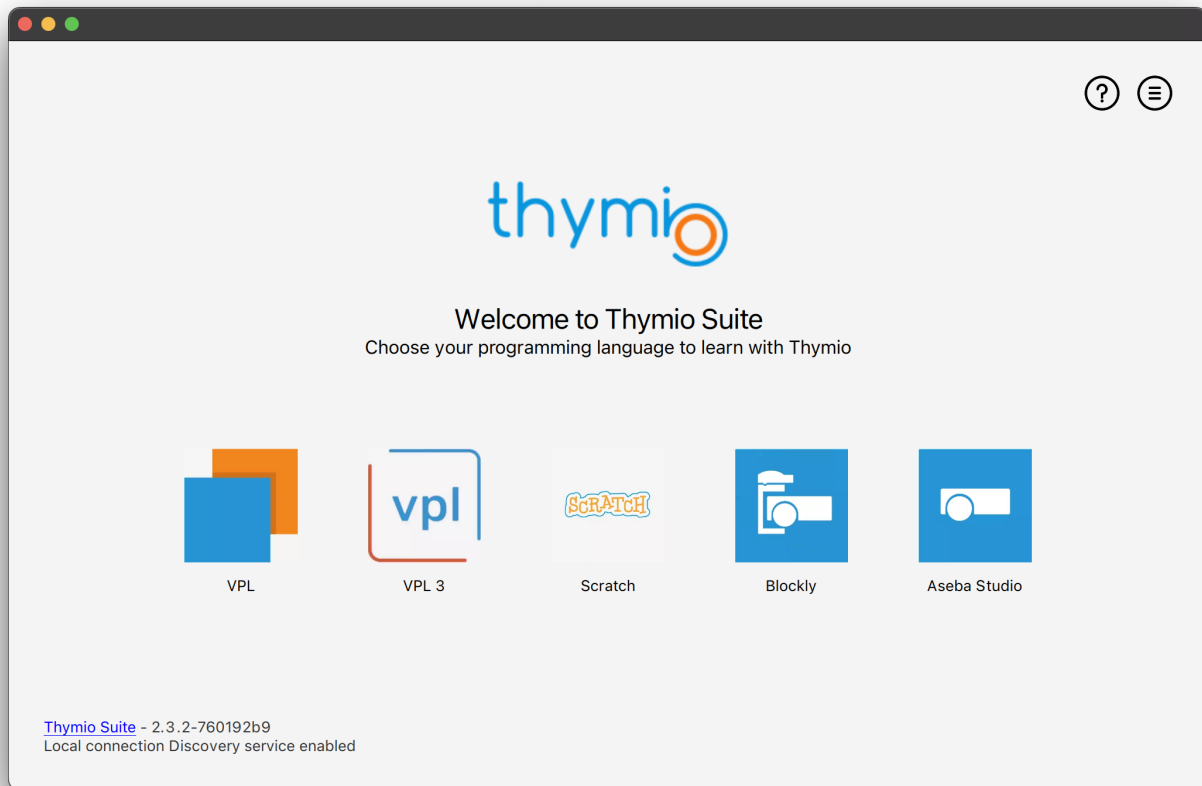 ?
thymio
Welcome to Thymio Suite
Choose your programming language to learn with Thymio
vpl
SCRATCH
VPL
VPL 3
Scratch
Blockly
Aseba Studio
Thymio Suite - 2.3.2-760192b9
Local connection Discovery service enabled